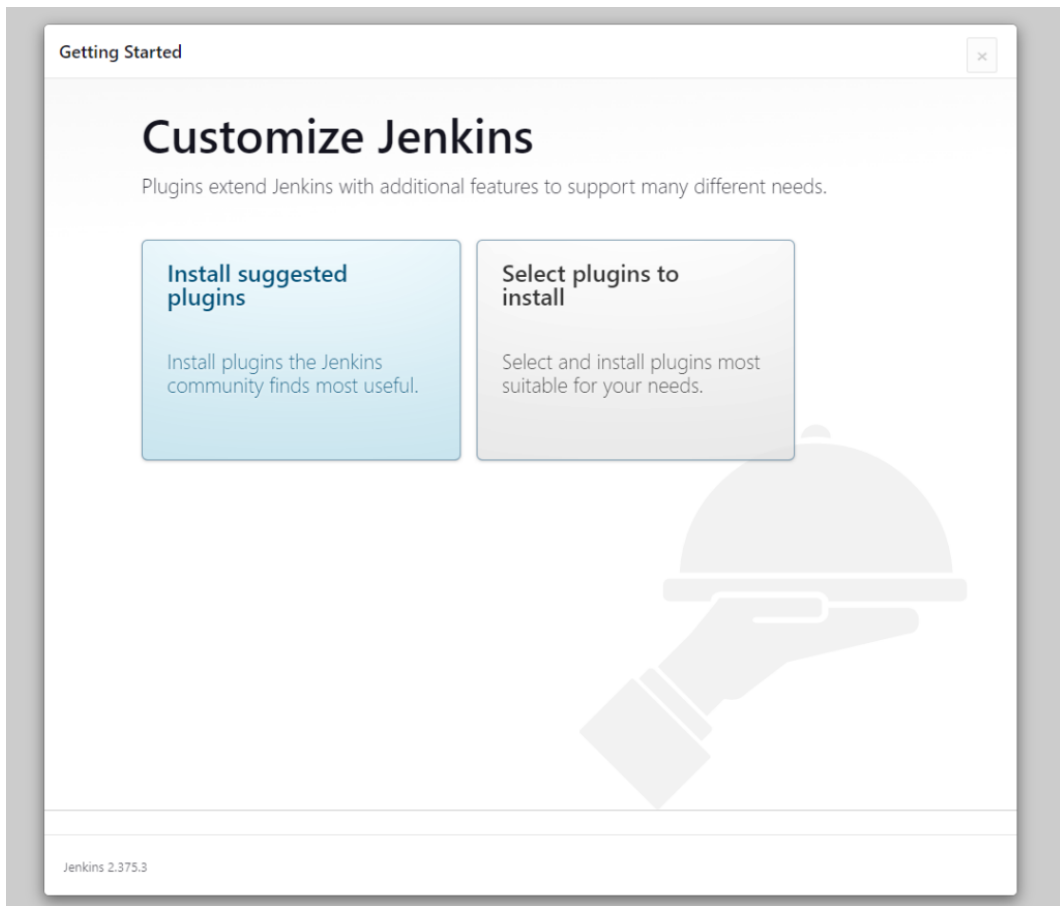 Getting Started
×
Customize Jenkins
Plugins extend Jenkins with additional features to support many different needs.
Install suggested
plugins
Install plugins the Jenkins
community finds most useful.
Select plugins to
install
Select and install plugins most
suitable for your needs.
Jenkins 2.375.3